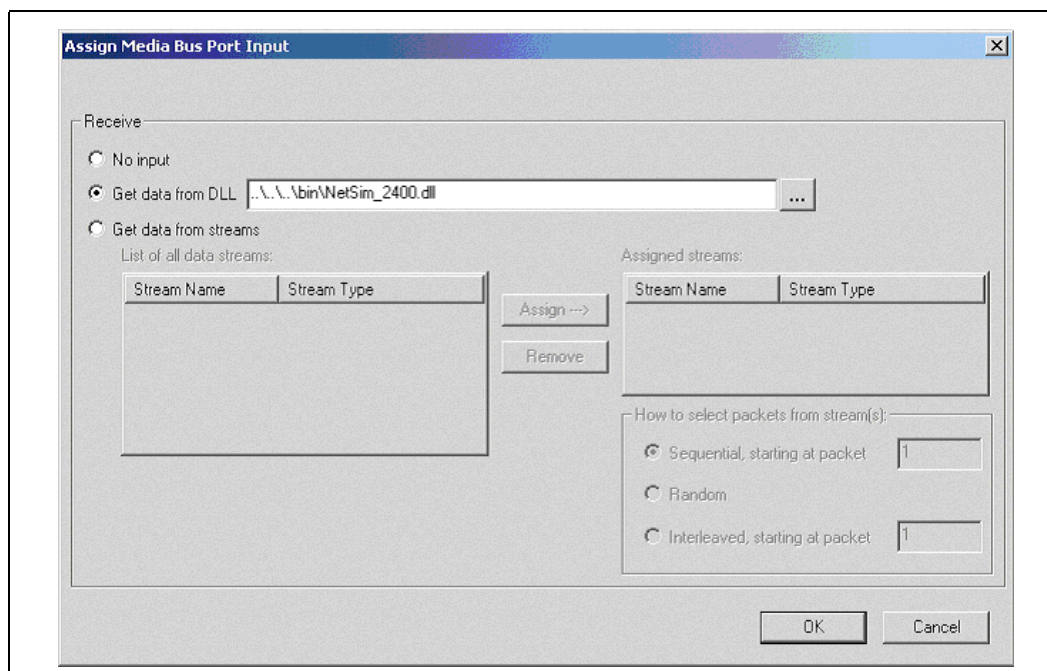 Assign Media Bus Port Input
Receive
No input
Get data from DLL ..\..\..\bin\NetSim_2400.dll ...
Get data from streams
List of all data streams:
Stream Name Stream Type
Assign --->
Remove
Assigned streams:
Stream Name Stream Type
How to select packets from stream(s):
Sequential, starting at packet 1
Random
Interleaved, starting at packet 1
OK Cancel